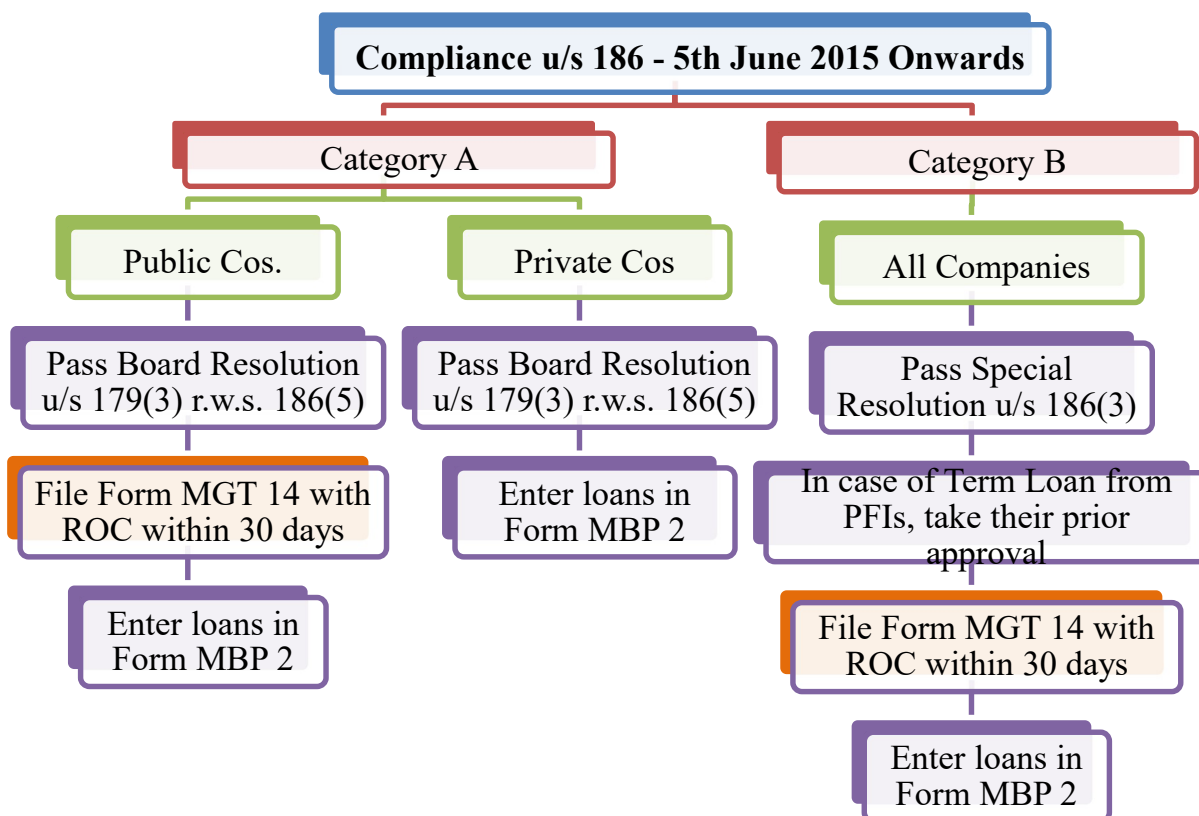 Compliance u/s 186 - 5th June 2015 Onwards
Category A
Category B
Public Cos.
Private Cos
All Companies
Pass Board Resolution
u/s 179(3) r.w.s. 186(5)
Pass Board Resolution
u/s 179(3) r.w.s. 186(5)
Pass Special
Resolution u/s 186(3)
File Form MGT 14 with
ROC within 30 days
Enter loans in
Form MBP 2
In case of Term Loan from
PFIs, take their prior
approval
Enter loans in
Form MBP 2
File Form MGT 14 with
ROC within 30 days
Enter loans in
Form MBP 2